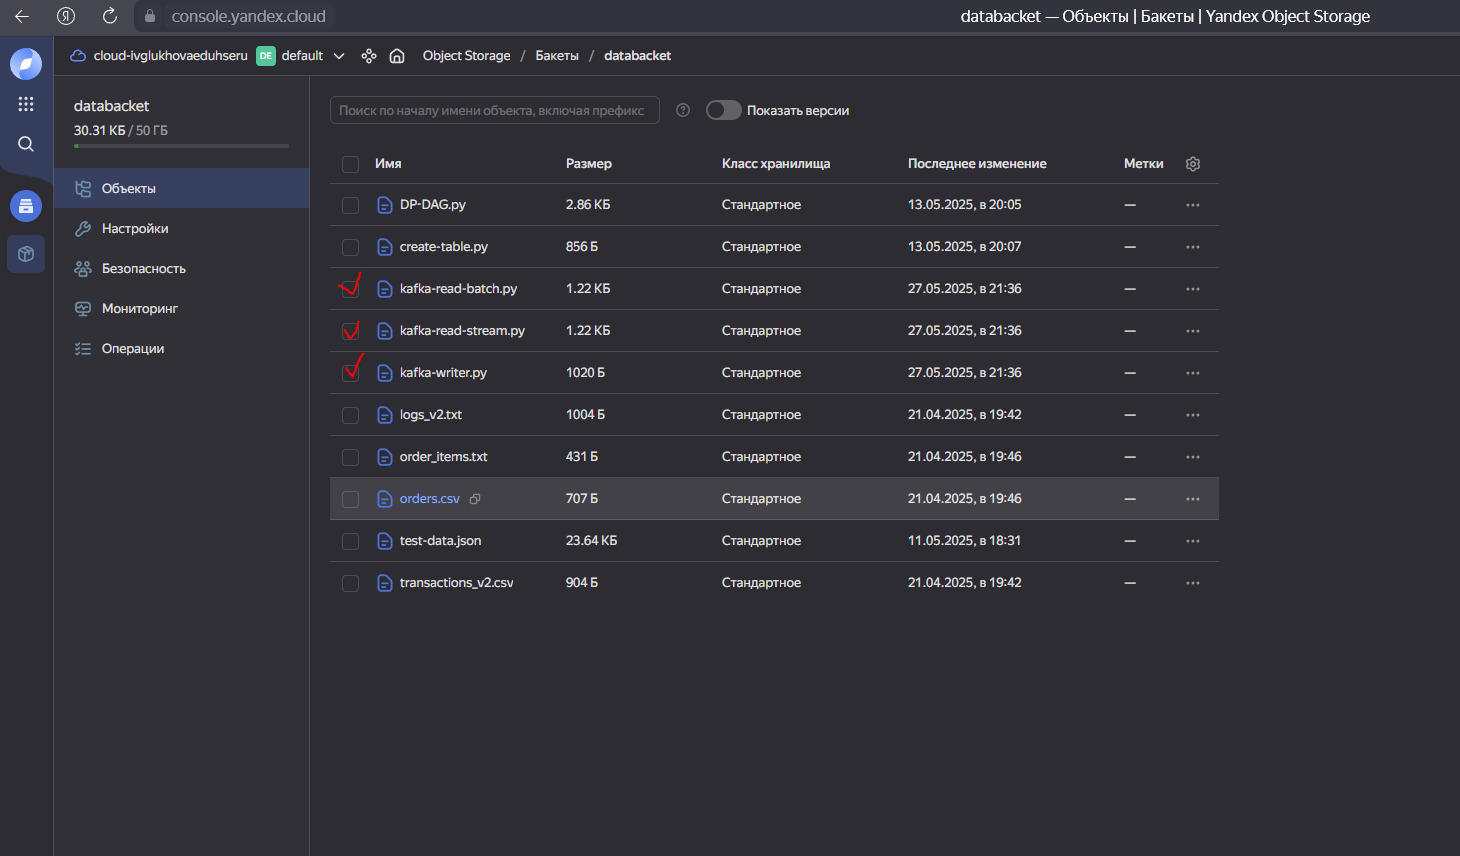 Я console.yandex.cloud databacket — Объекты | Бакеты | Yandex Object Storage
cloud-ivglukhovaeduhseru DE default Object Storage / Бакеты / databacket
databacket
30.31 КБ / 50 ГБ
Объекты
Настройки
Безопасность
Мониторинг
Операции
Поиск по началу имени объекта, включая префикс ? Показать версии
Имя Размер Класс хранилища Последнее изменение Метки
DP-DAG.py 2.86 КБ Стандартное 13.05.2025, в 20:05 —
create-table.py 856 Б Стандартное 13.05.2025, в 20:07 —
kafka-read-batch.py 1.22 КБ Стандартное 27.05.2025, в 21:36 —
kafka-read-stream.py 1.22 КБ Стандартное 27.05.2025, в 21:36 —
kafka-writer.py 1020 Б Стандартное 27.05.2025, в 21:36 —
logs_v2.txt 1004 Б Стандартное 21.04.2025, в 19:42 —
order_items.txt 431 Б Стандартное 21.04.2025, в 19:46 —
orders.csv 707 Б Стандартное 21.04.2025, в 19:46 —
test-data.json 23.64 КБ Стандартное 11.05.2025, в 18:31 —
transactions_v2.csv 904 Б Стандартное 21.04.2025, в 19:42 —